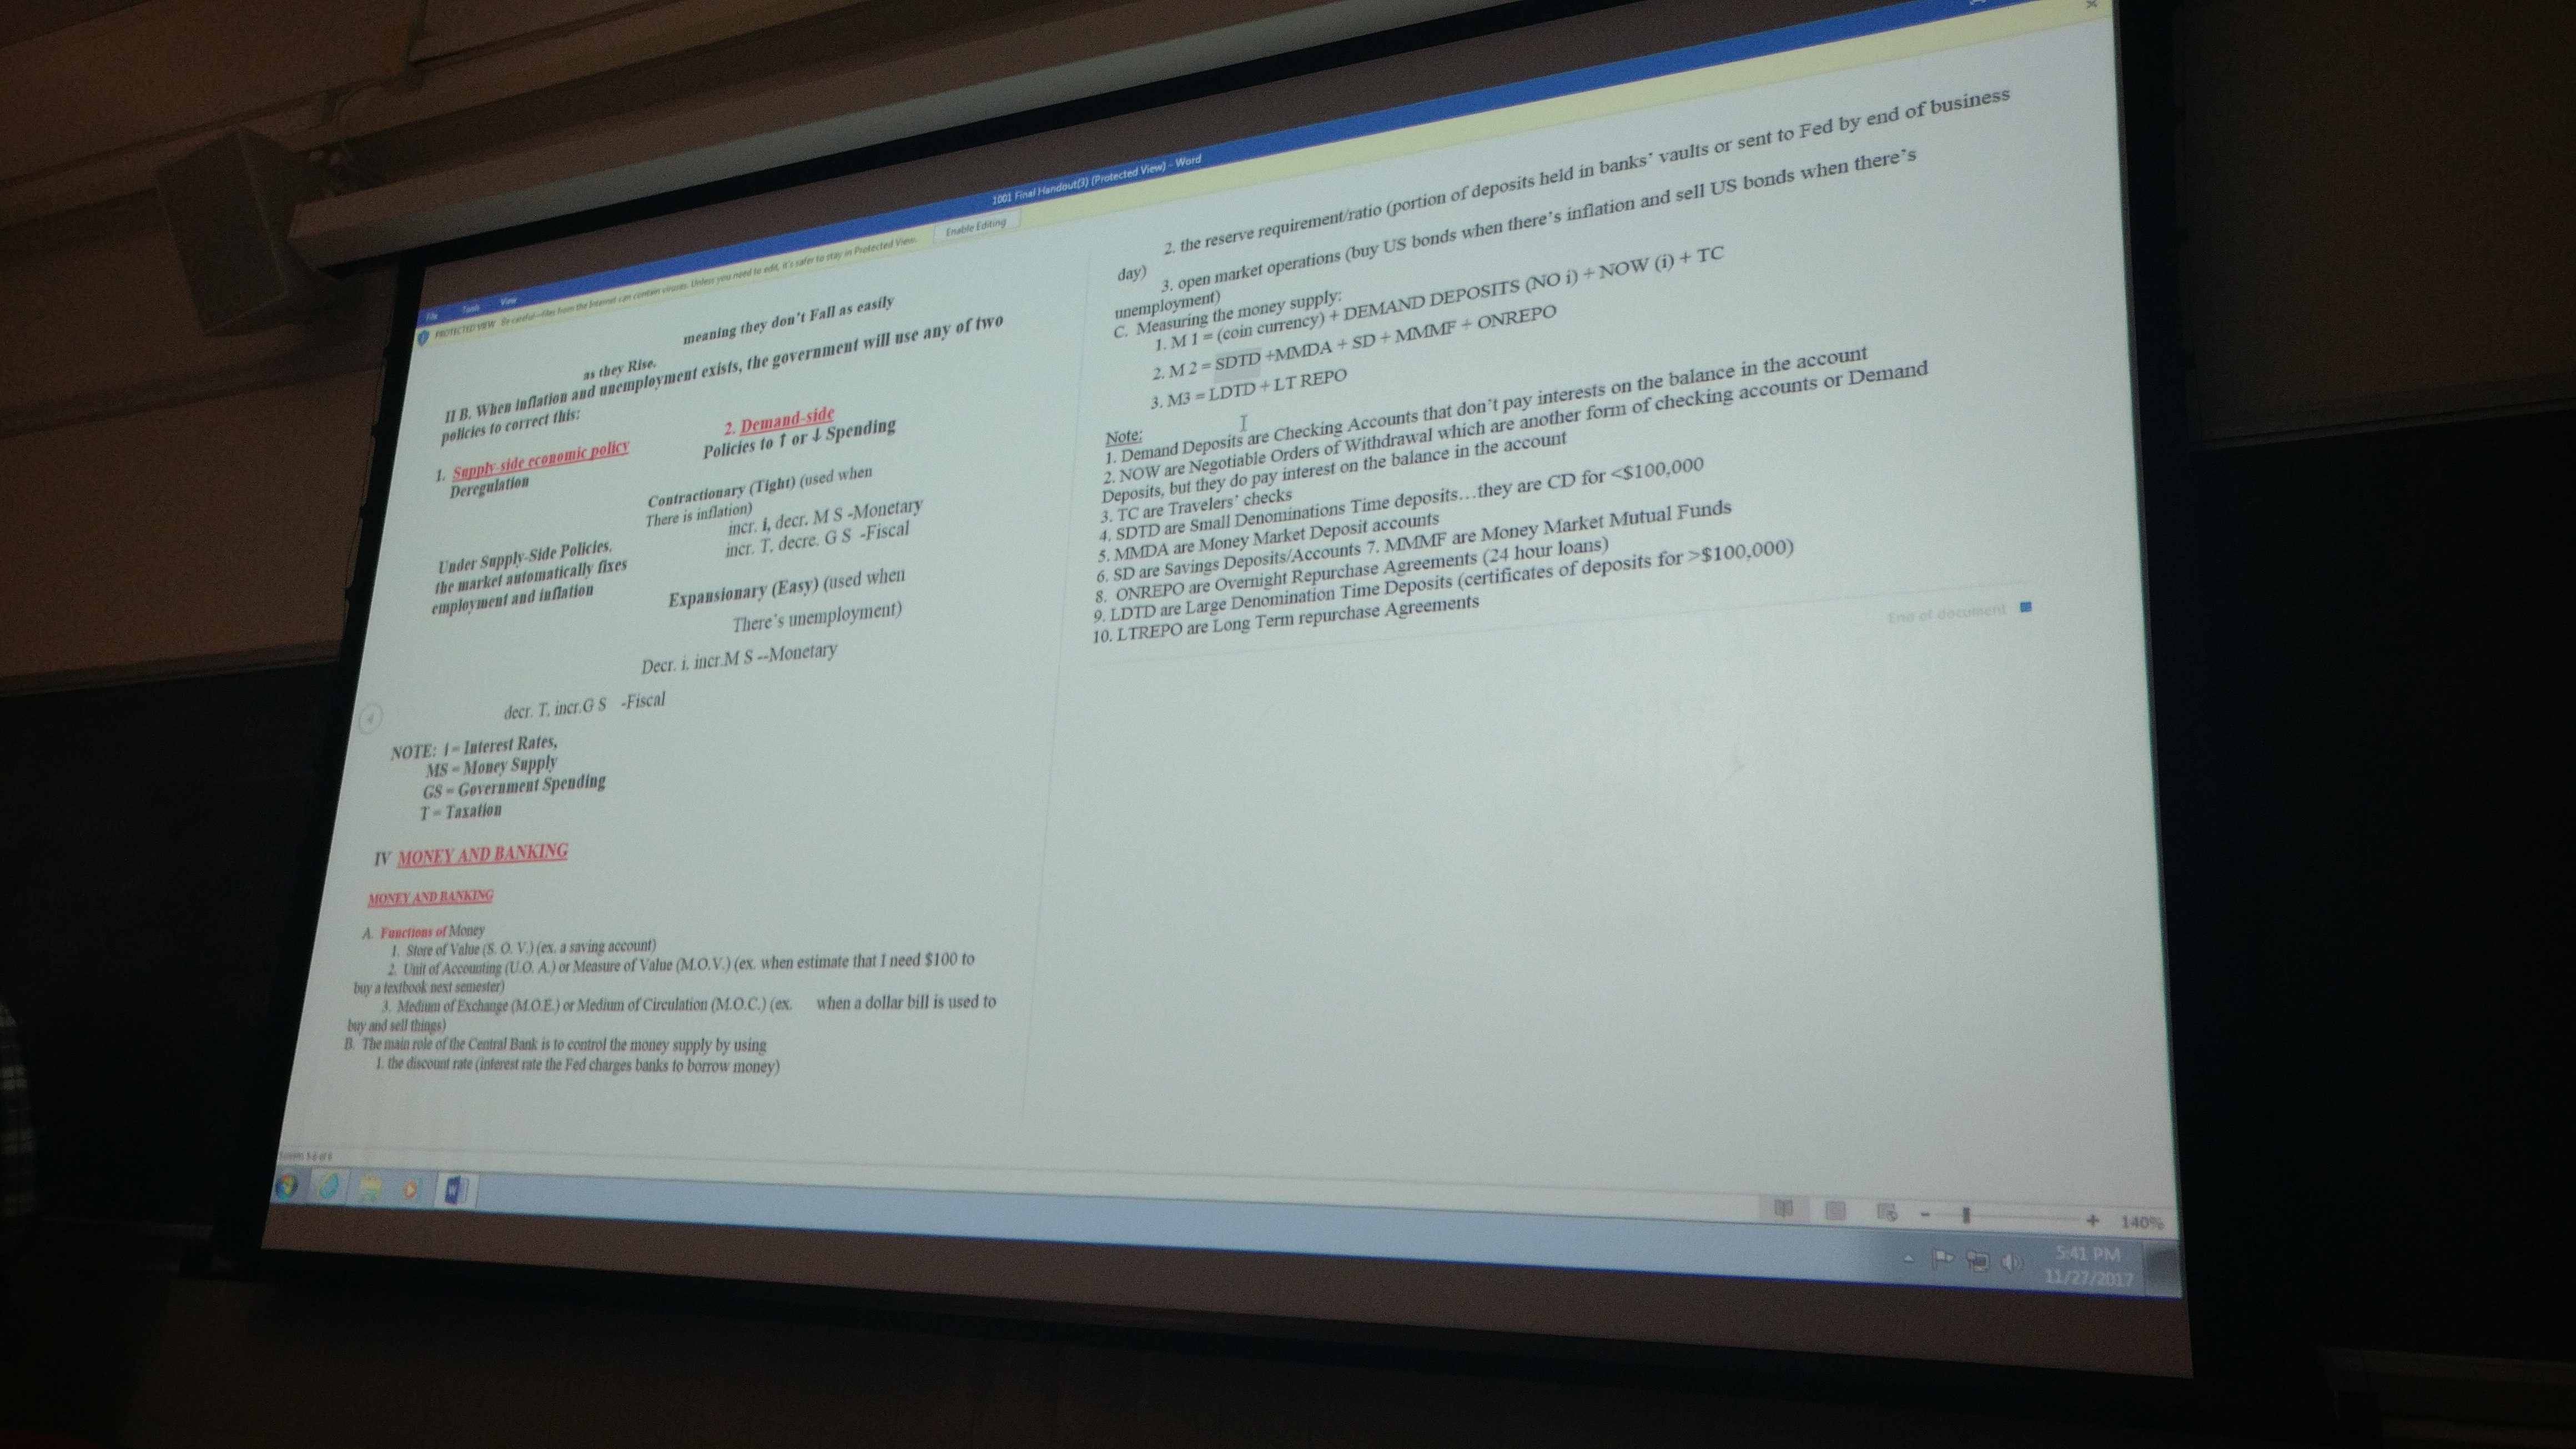 1001 Final Handout(3) (Protected View) - Word
File Tools View
PROTECTED VIEW Be careful—files from the Internet can contain viruses. Unless you need to edit, it's safer to stay in Protected View. Enable Editing
meaning they don't Fall as easily
as they Rise.
II B. When inflation and unemployment exists, the government will use any of two
policies to correct this:
1. Supply-side economic policy
Deregulation
2. Demand-side
Policies to ↑ or ↓ Spending
Contractionary (Tight) (used when
There is inflation)
incr. i, decr. M S -Monetary
incr. T, decre. G S -Fiscal
Under Supply-Side Policies,
the market automatically fixes
employment and inflation
Expansionary (Easy) (used when
There's unemployment)
Decr. i, incr.M S --Monetary
decr. T, incr.G S -Fiscal
NOTE: i = Interest Rates,
MS = Money Supply
GS = Government Spending
T = Taxation
IV MONEY AND BANKING
MONEY AND BANKING
A. Functions of Money
1. Store of Value (S. O. V.) (ex. a saving account)
2. Unit of Accounting (U.O. A.) or Measure of Value (M.O.V.) (ex. when estimate that I need $100 to
buy a textbook next semester)
3. Medium of Exchange (M.O.E.) or Medium of Circulation (M.O.C.) (ex. when a dollar bill is used to
buy and sell things)
B. The main role of the Central Bank is to control the money supply by using
1. the discount rate (interest rate the Fed charges banks to borrow money)
2. the reserve requirement/ratio (portion of deposits held in banks' vaults or sent to Fed by end of business
day)
3. open market operations (buy US bonds when there's inflation and sell US bonds when there's
unemployment)
C. Measuring the money supply:
1. M 1 = (coin currency) + DEMAND DEPOSITS (NO i) + NOW (i) + TC
2. M 2 = SDTD +MMDA + SD + MMMF + ONREPO
3. M3 = LDTD + LT REPO
Note:
1. Demand Deposits are Checking Accounts that don't pay interests on the balance in the account
2. NOW are Negotiable Orders of Withdrawal which are another form of checking accounts or Demand
Deposits, but they do pay interest on the balance in the account
3. TC are Travelers' checks
4. SDTD are Small Denominations Time deposits...they are CD for <$100,000
5. MMDA are Money Market Deposit accounts
6. SD are Savings Deposits/Accounts 7. MMMF are Money Market Mutual Funds
8. ONREPO are Overnight Repurchase Agreements (24 hour loans)
9. LDTD are Large Denomination Time Deposits (certificates of deposits for >$100,000)
10. LTREPO are Long Term repurchase Agreements
End of document
140%
5:41 PM
11/27/2017